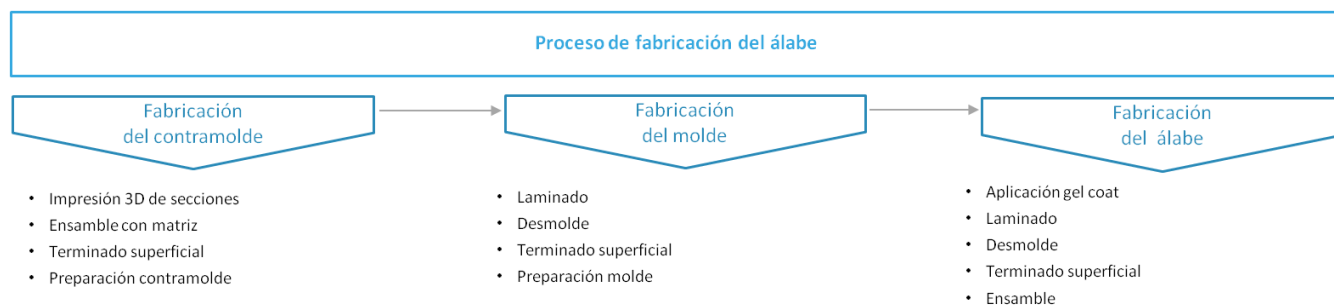 Proceso de fabricación del álabe
Fabricación
del contramolde
Fabricación
del molde
Fabricación
del álabe
• Impresión 3D de secciones
• Ensamble con matriz
• Terminado superficial
• Preparación contramolde
• Laminado
• Desmolde
• Terminado superficial
• Preparación molde
• Aplicación gel coat
• Laminado
• Desmolde
• Terminado superficial
• Ensamble